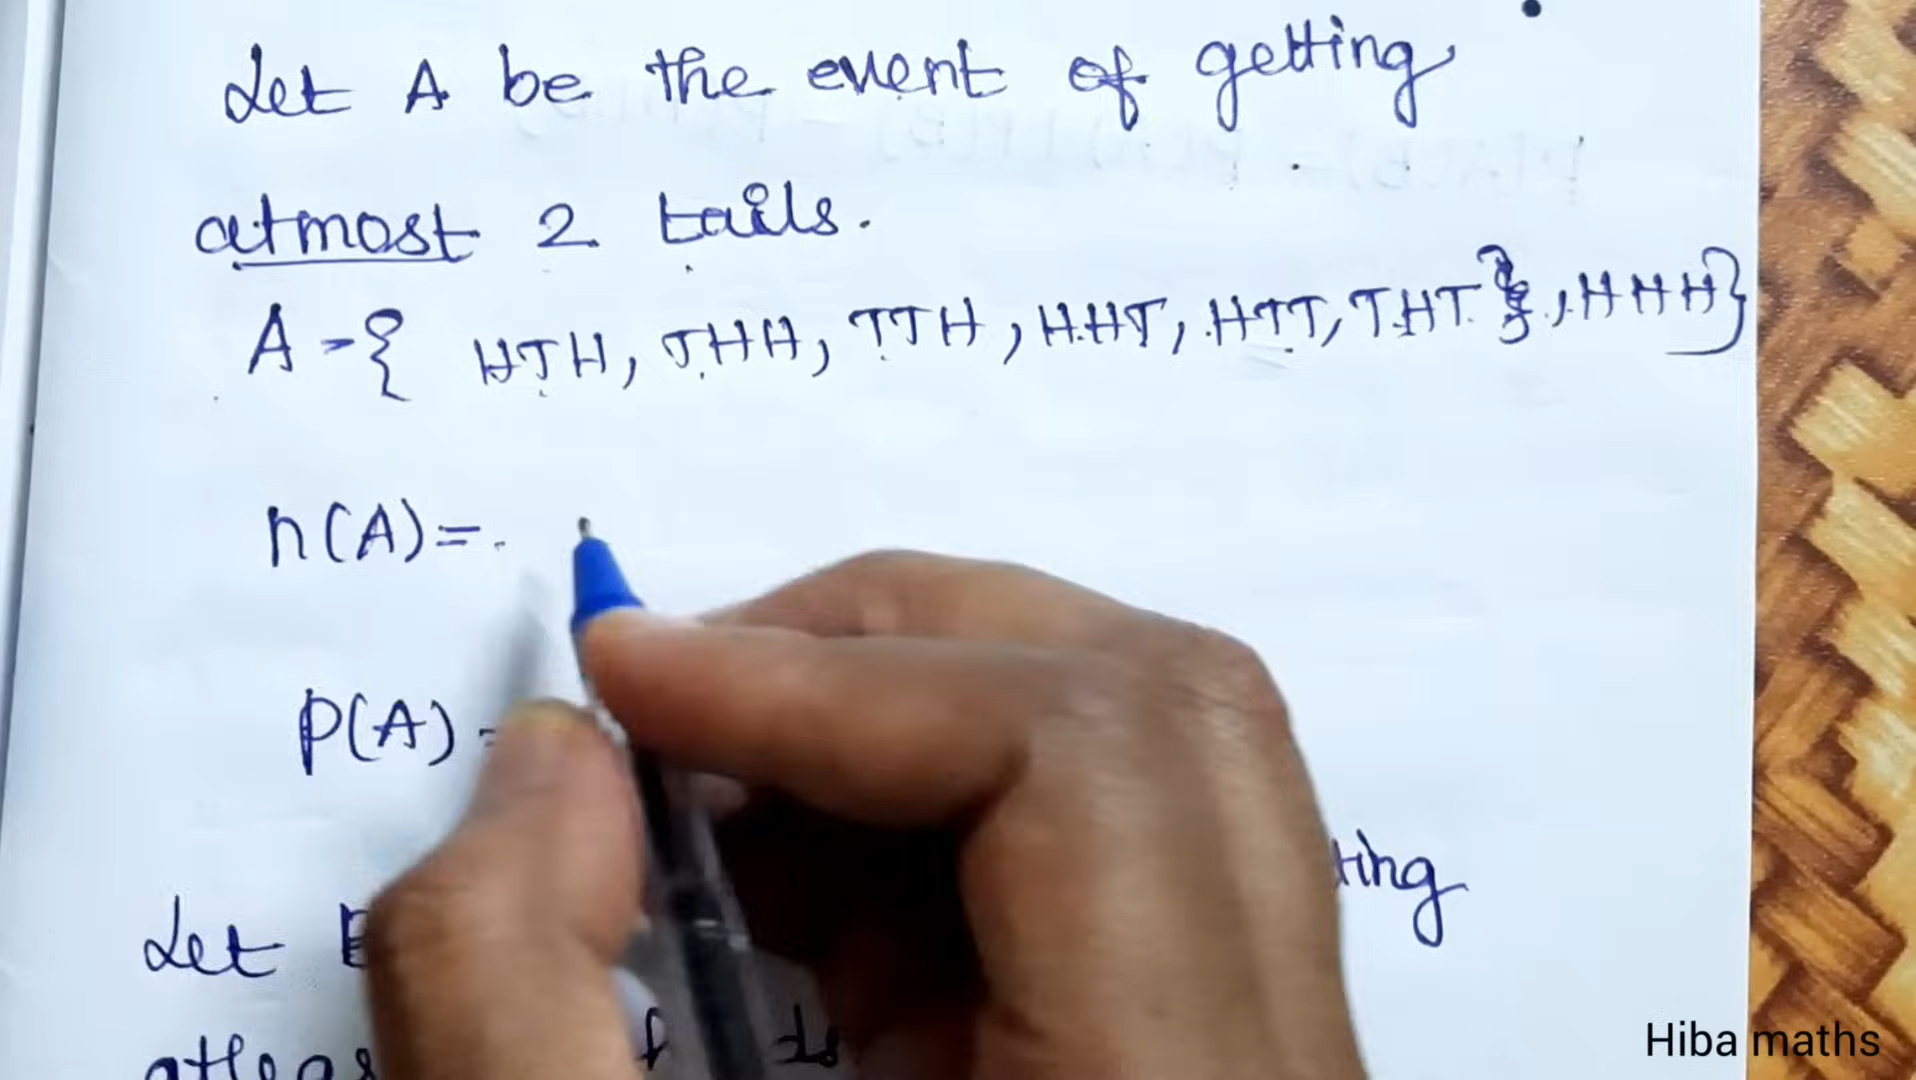 Let A be the event of getting
atmost 2 tails.
A = { HTH, THH, TTH, HHT, HTT, THT, HHH}
n(A)=
P(A) =
Let
Hiba maths